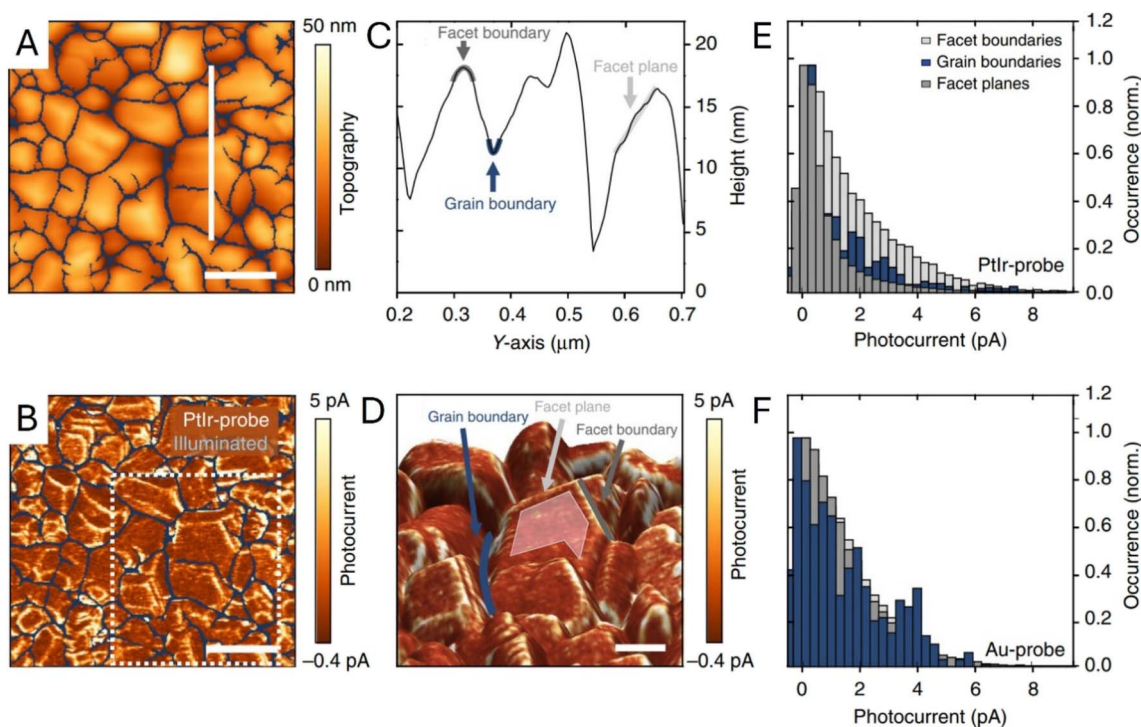 A
50 nm
Topography
0 nm
C
Facet boundary
Facet plane
Grain boundary
20
15
10
5
0
Height (nm)
0.2 0.3 0.4 0.5 0.6 0.7
Y-axis (μm)
E
Facet boundaries
Grain boundaries
Facet planes
PtIr-probe
1.2
1.0
0.8
0.6
0.4
0.2
0.0
Occurrence (norm.)
0 2 4 6 8
Photocurrent (pA)
B
PtIr-probe
Illuminated
5 pA
Photocurrent
–0.4 pA
D
Grain boundary
Facet plane
Facet boundary
5 pA
Photocurrent
–0.4 pA
F
Au-probe
1.2
1.0
0.8
0.6
0.4
0.2
0.0
Occurrence (norm.)
0 2 4 6 8
Photocurrent (pA)